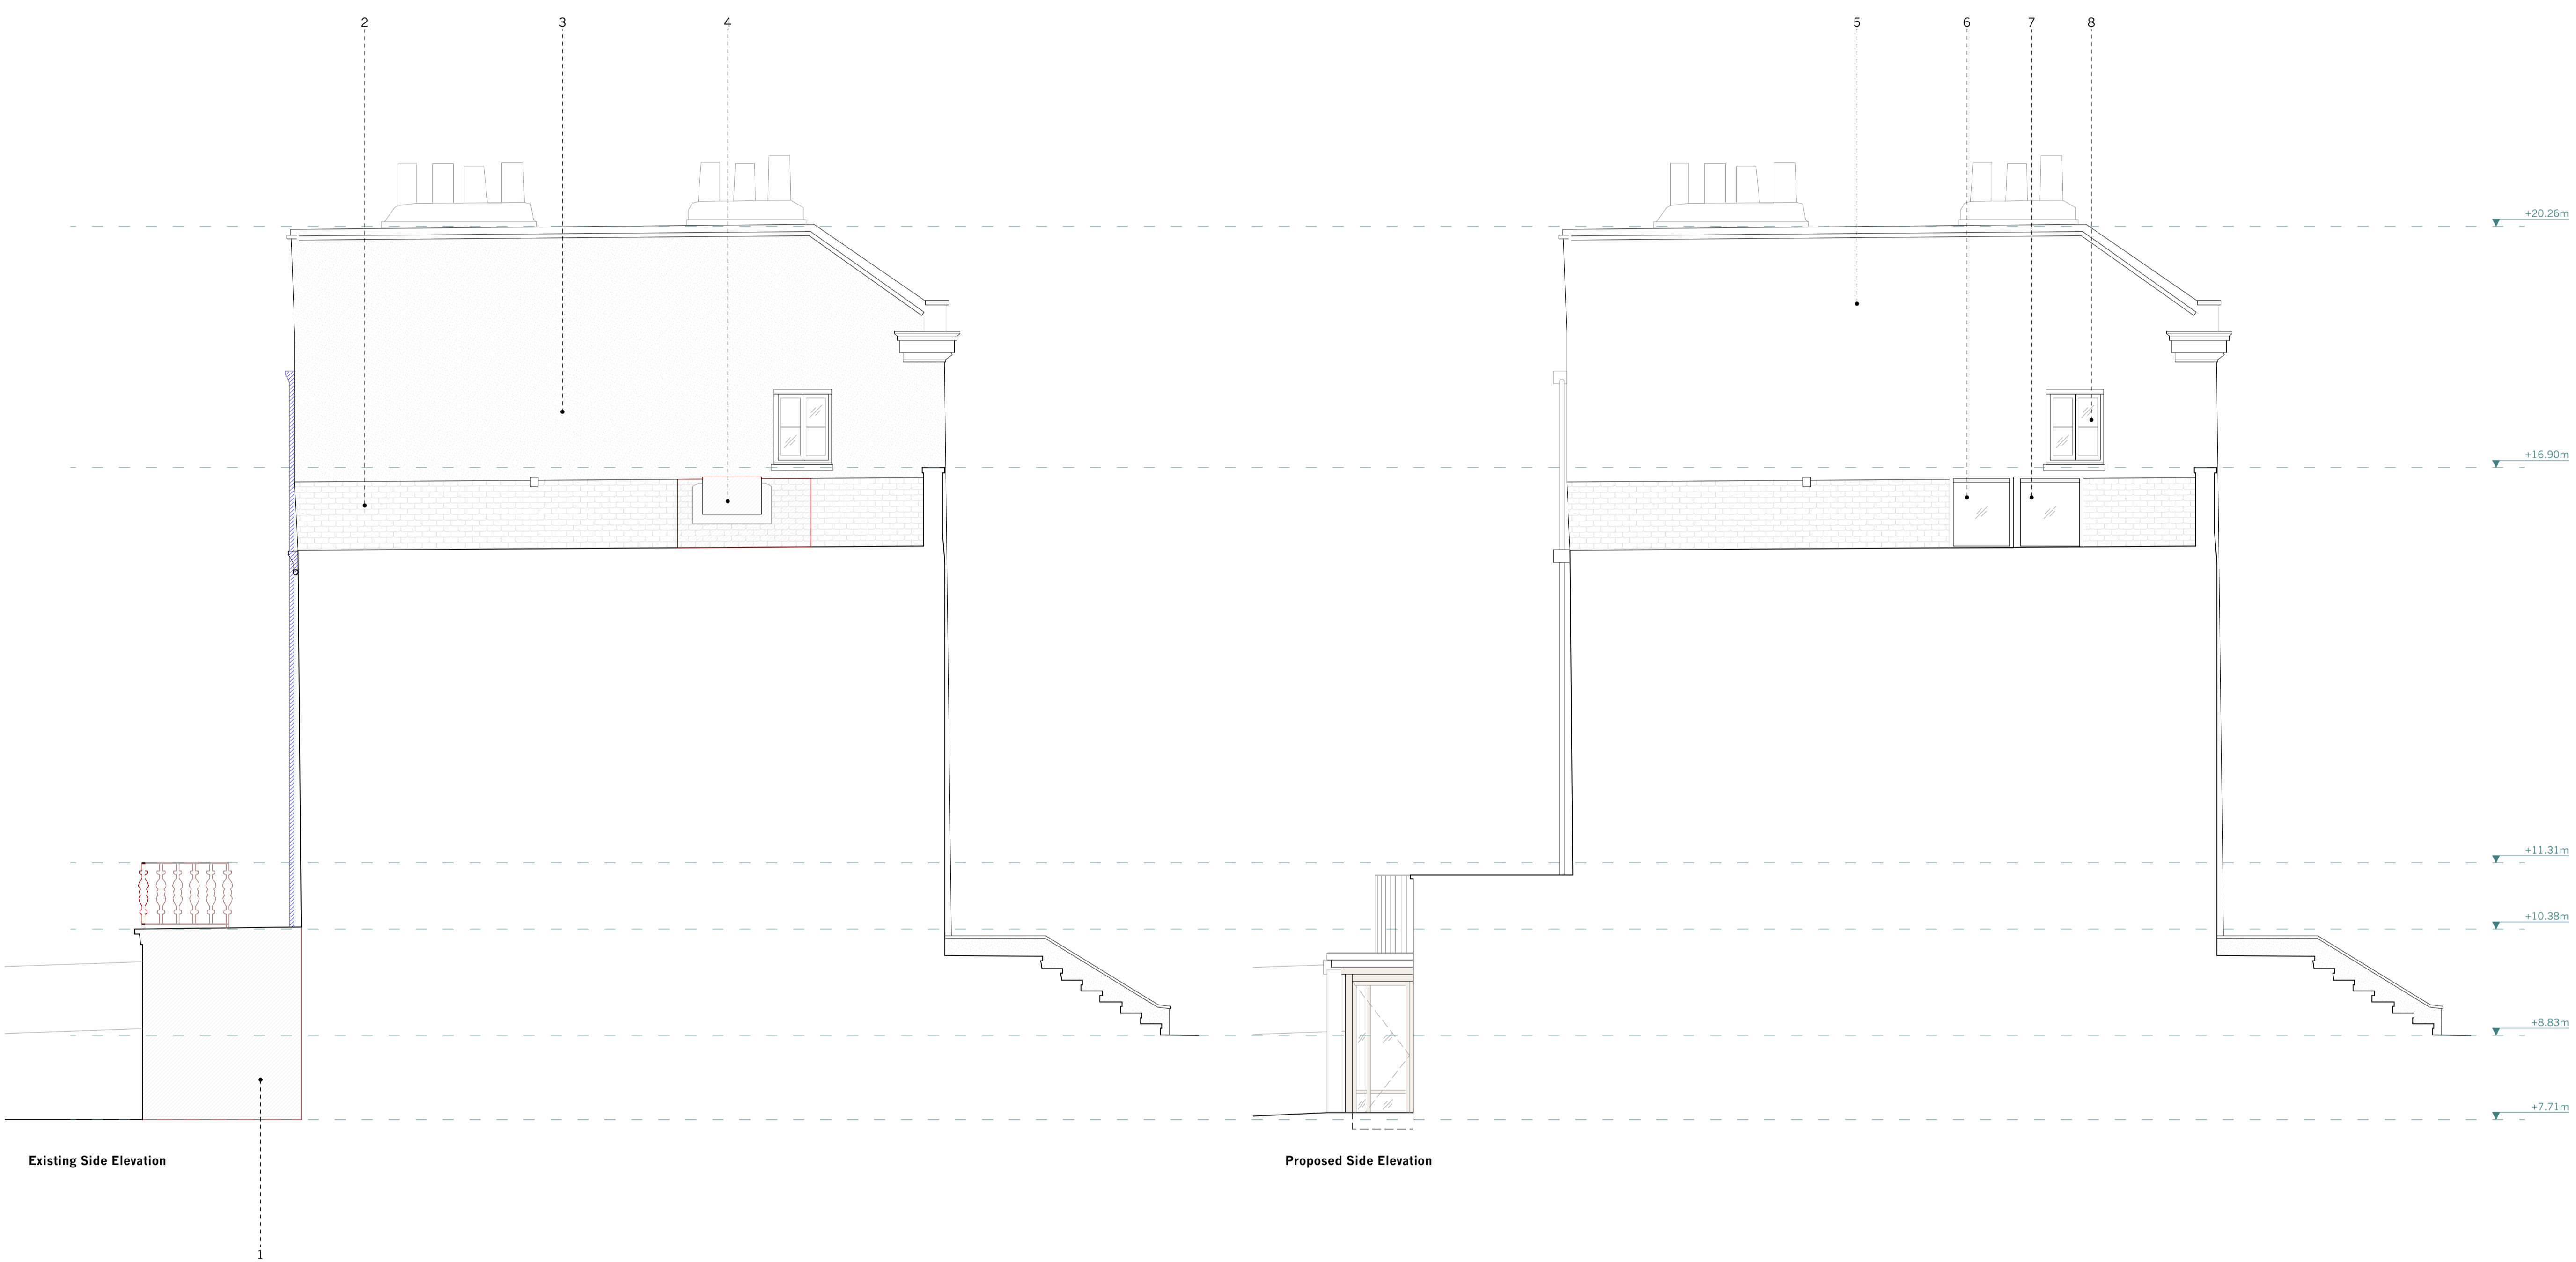 2 3 4 5 6 7 8
+20.26m
+16.90m
+11.31m
+10.38m
+8.83m
+7.71m
Existing Side Elevation Proposed Side Elevation
1